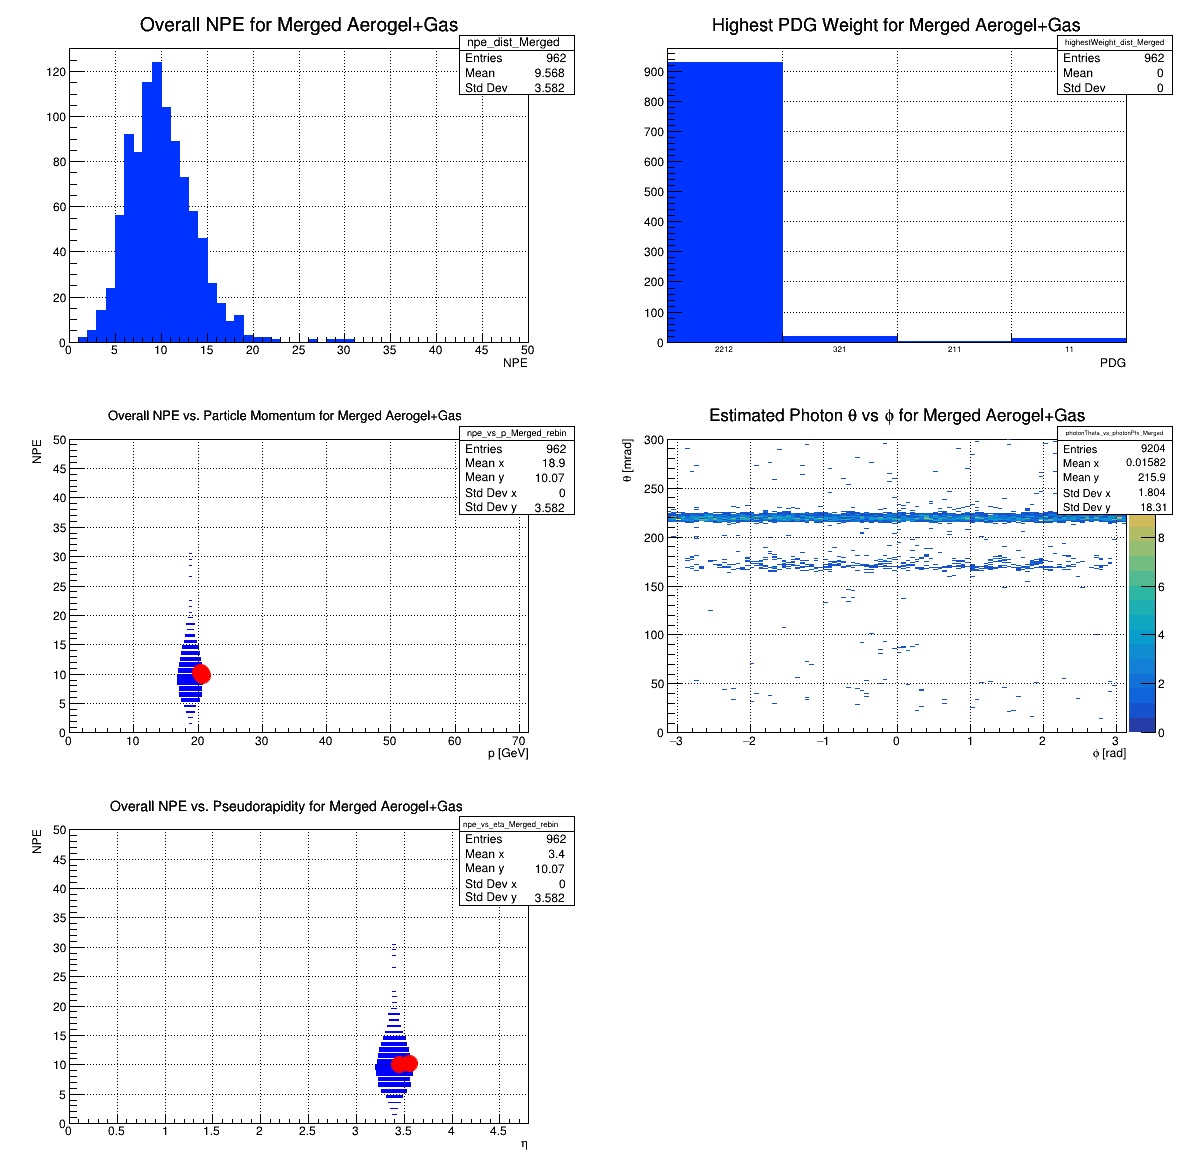 Overall NPE for Merged Aerogel+Gas
npe_dist_Merged
Entries 962
Mean 9.568
Std Dev 3.582
120
100
80
60
40
20
0
0 5 10 15 20 25 30 35 40 45 50
NPE
Highest PDG Weight for Merged Aerogel+Gas
highestWeight_dist_Merged
Entries 962
Mean 0
Std Dev 0
900
800
700
600
500
400
300
200
100
0
2212 321 211 11
PDG
Overall NPE vs. Particle Momentum for Merged Aerogel+Gas
npe_vs_p_Merged_rebin
Entries 962
Mean x 18.9
Mean y 10.07
Std Dev x 0
Std Dev y 3.582
NPE
50
45
40
35
30
25
20
15
10
5
0
0 10 20 30 40 50 60 70
p [GeV]
Estimated Photon θ vs ϕ for Merged Aerogel+Gas
photonTheta_vs_photonPhi_Merged
Entries 9204
Mean x 0.01582
Mean y 215.9
Std Dev x 1.804
Std Dev y 18.31
θ [mrad]
300
250
200
150
100
50
0
−3 −2 −1 0 1 2 3
ϕ [rad]
8
6
4
2
0
Overall NPE vs. Pseudorapidity for Merged Aerogel+Gas
npe_vs_eta_Merged_rebin
Entries 962
Mean x 3.4
Mean y 10.07
Std Dev x 0
Std Dev y 3.582
NPE
50
45
40
35
30
25
20
15
10
5
0
0 0.5 1 1.5 2 2.5 3 3.5 4 4.5
η